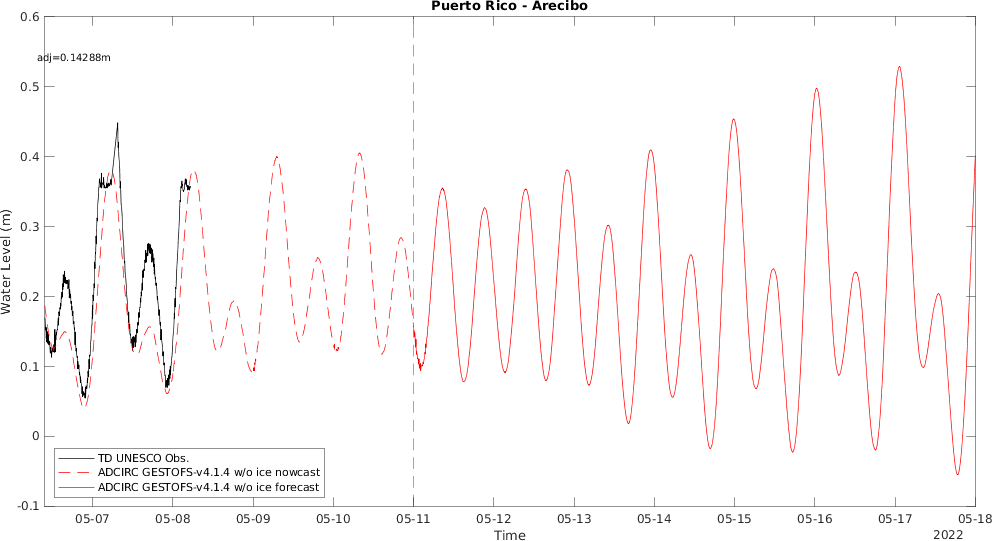 Puerto Rico - Arecibo
adj=0.14288m
0.6
0.5
0.4
0.3
0.2
0.1
0
-0.1
Water Level (m)
TD UNESCO Obs.
ADCIRC GESTOFS-v4.1.4 w/o ice nowcast
ADCIRC GESTOFS-v4.1.4 w/o ice forecast
05-07 05-08 05-09 05-10 05-11 05-12 05-13 05-14 05-15 05-16 05-17 05-18
Time
2022